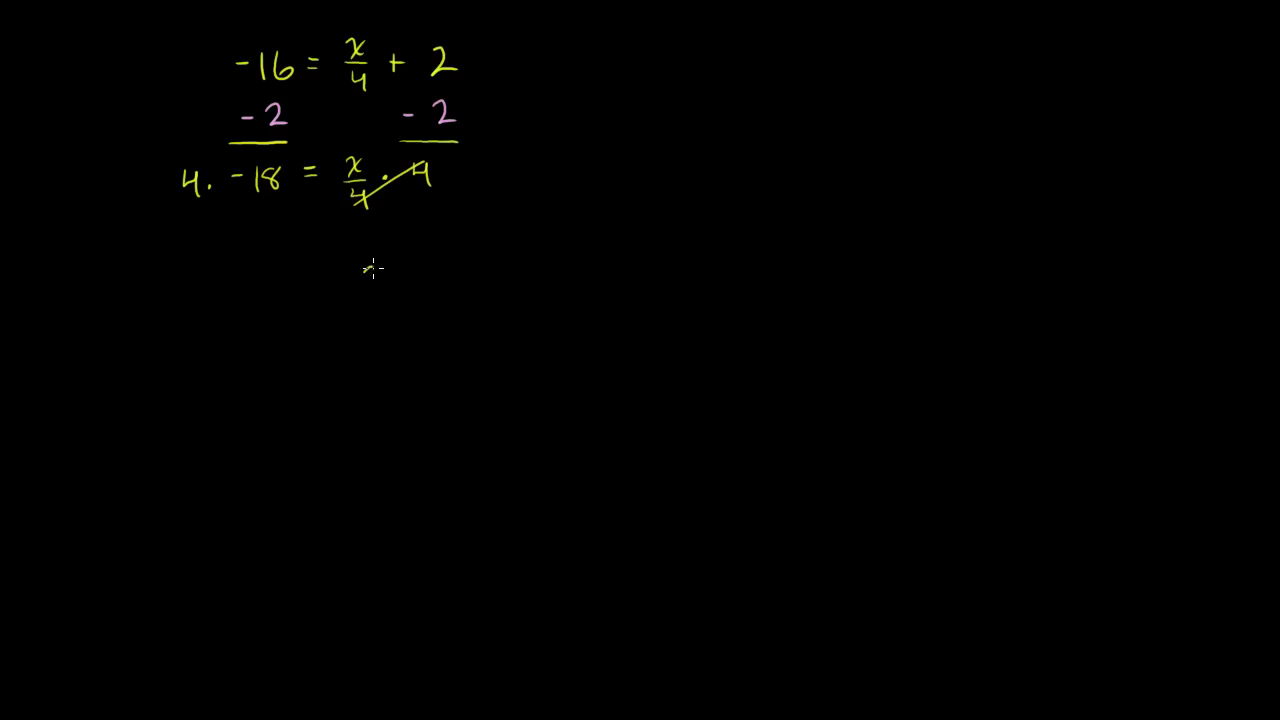 -16 = x/4 + 2
-2 -2
4. -18 = x/4 · 4